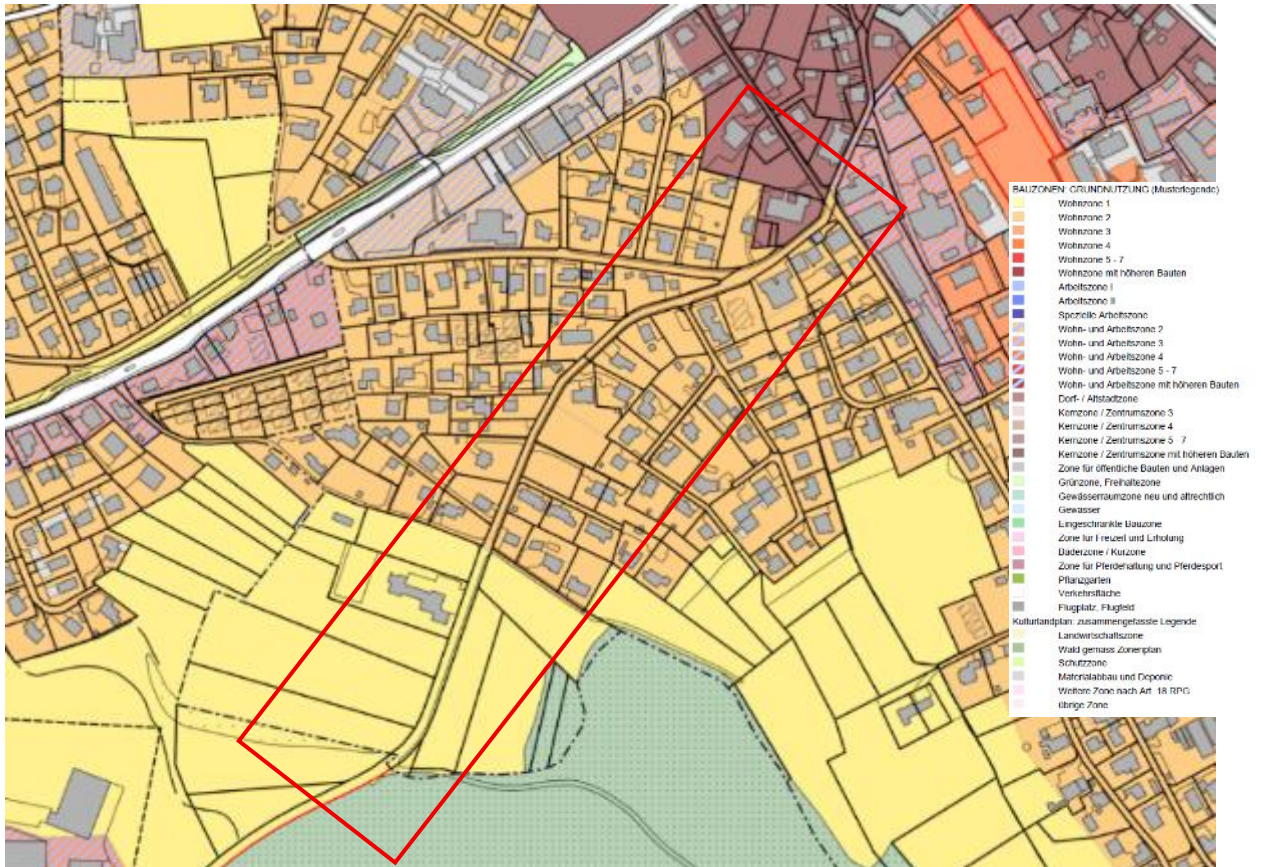 BAUZONEN: GRUNDNUTZUNG (Musterlegende)
Wohnzone 1
Wohnzone 2
Wohnzone 3
Wohnzone 4
Wohnzone 5 - 7
Wohnzone mit höheren Bauten
Arbeitszone I
Arbeitszone II
Spezielle Arbeitszone
Wohn- und Arbeitszone 2
Wohn- und Arbeitszone 3
Wohn- und Arbeitszone 4
Wohn- und Arbeitszone 5 - 7
Wohn- und Arbeitszone mit höheren Bauten
Dorf- / Altstadtzone
Kernzone / Zentrumszone 3
Kernzone / Zentrumszone 4
Kernzone / Zentrumszone 5 - 7
Kernzone / Zentrumszone mit höheren Bauten
Zone für öffentliche Bauten und Anlagen
Grünzone, Freihaltezone
Gewässerraumzone neu und altrechtlich
Gewässer
Eingeschränkte Bauzone
Zone für Freizeit und Erholung
Bäderzone / Kurzone
Zone für Pferdehaltung und Pferdesport
Pflanzgarten
Verkehrsfläche
Flugplatz, Flugfeld
Kulturlandplan: zusammengefasste Legende
Landwirtschaftszone
Wald gemäss Zonenplan
Schutzzone
Materialabbau und Deponie
Weitere Zone nach Art. 18 RPG
übrige Zone